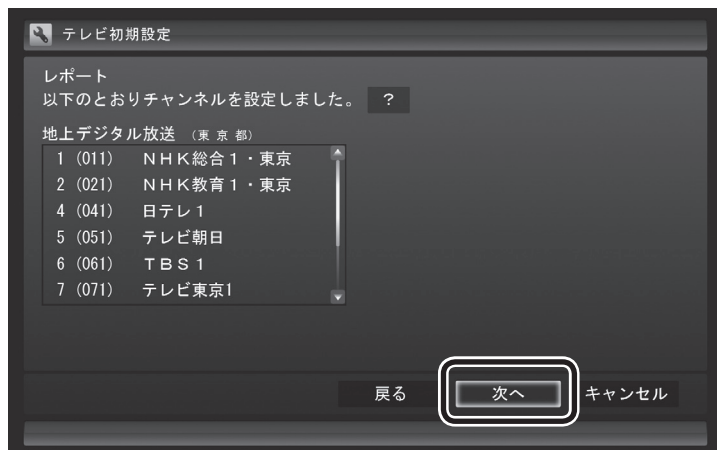 テレビ初期設定
レポート
以下のとおりチャンネルを設定しました。 ?
地上デジタル放送 (東京都)
1 (011) NHK総合1・東京
2 (021) NHK教育1・東京
4 (041) 日テレ1
5 (051) テレビ朝日
6 (061) TBS1
7 (071) テレビ東京1
戻る 次へ キャンセル